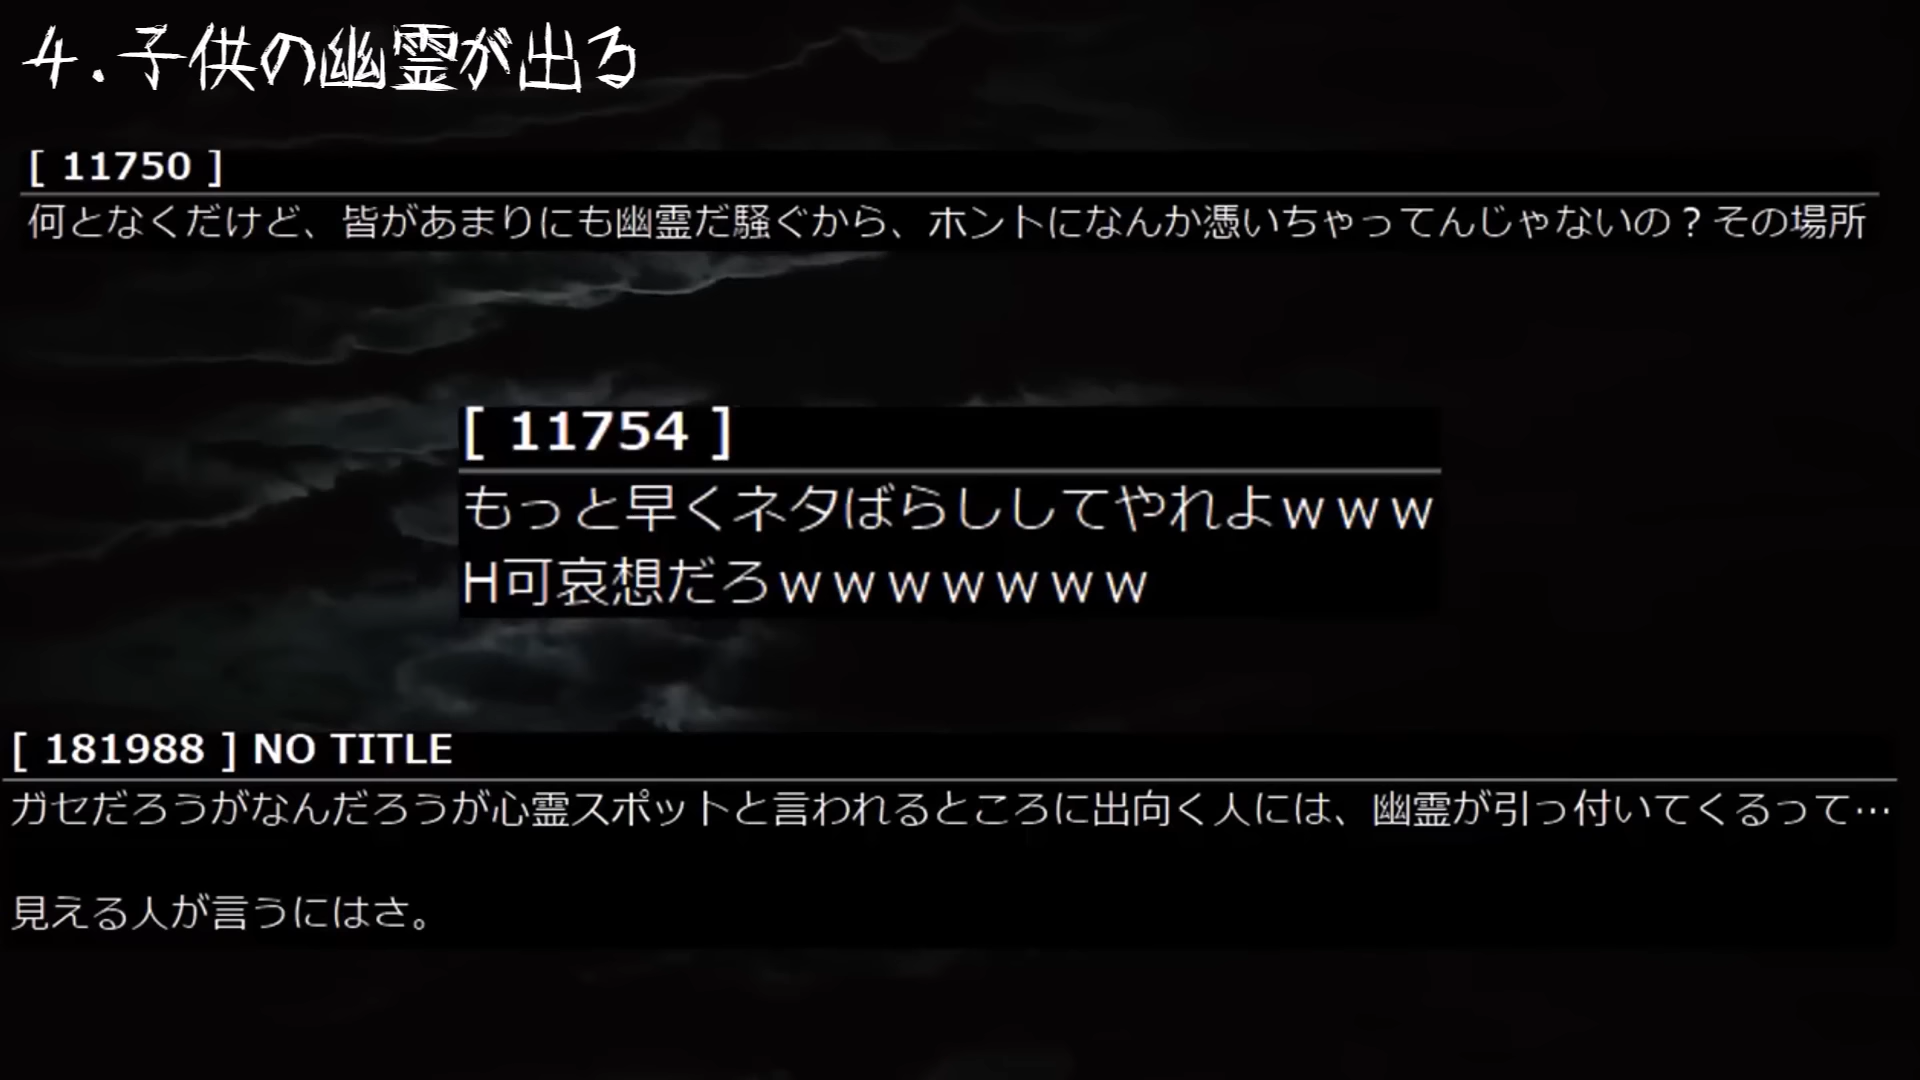 4.子供の幽霊が出る
[ 11750 ]
何となくだけど、皆があまりにも幽霊だ騒ぐから、ホントになんか憑いちゃってんじゃないの？その場所
[ 11754 ]
もっと早くネタばらししてやれよｗｗｗ
H可哀想だろｗｗｗｗｗｗｗ
[ 181988 ] NO TITLE
ガセだろうがなんだろうが心霊スポットと言われるところに出向く人には、幽霊が引っ付いてくるって…
見える人が言うにはさ。